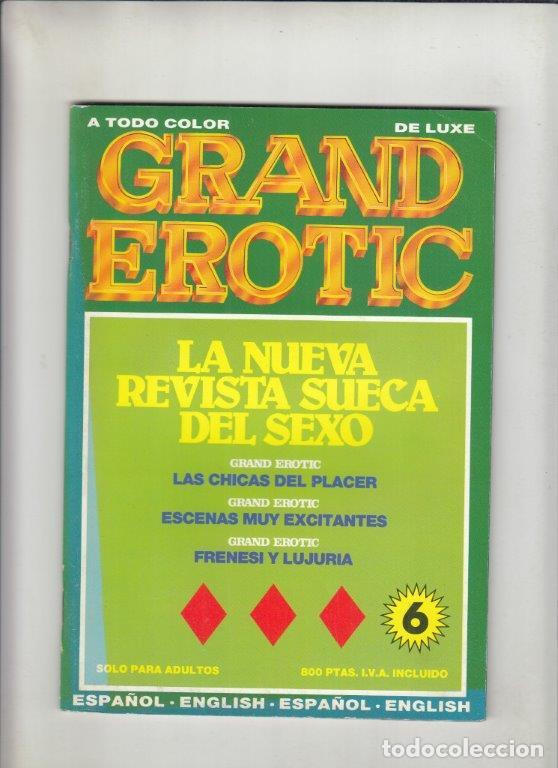 A TODO COLOR
DE LUXE
GRAND
EROTIC
LA NUEVA
REVISTA SUECA
DEL SEXO
GRAND EROTIC
LAS CHICAS DEL PLACER
GRAND EROTIC
ESCENAS MUY EXCITANTES
GRAND EROTIC
FRENESI Y LUJURIA
6
SOLO PARA ADULTOS
800 PTAS. I.V.A. INCLUIDO
ESPAÑOL · ENGLISH · ESPAÑOL · ENGLISH
todocoleccion